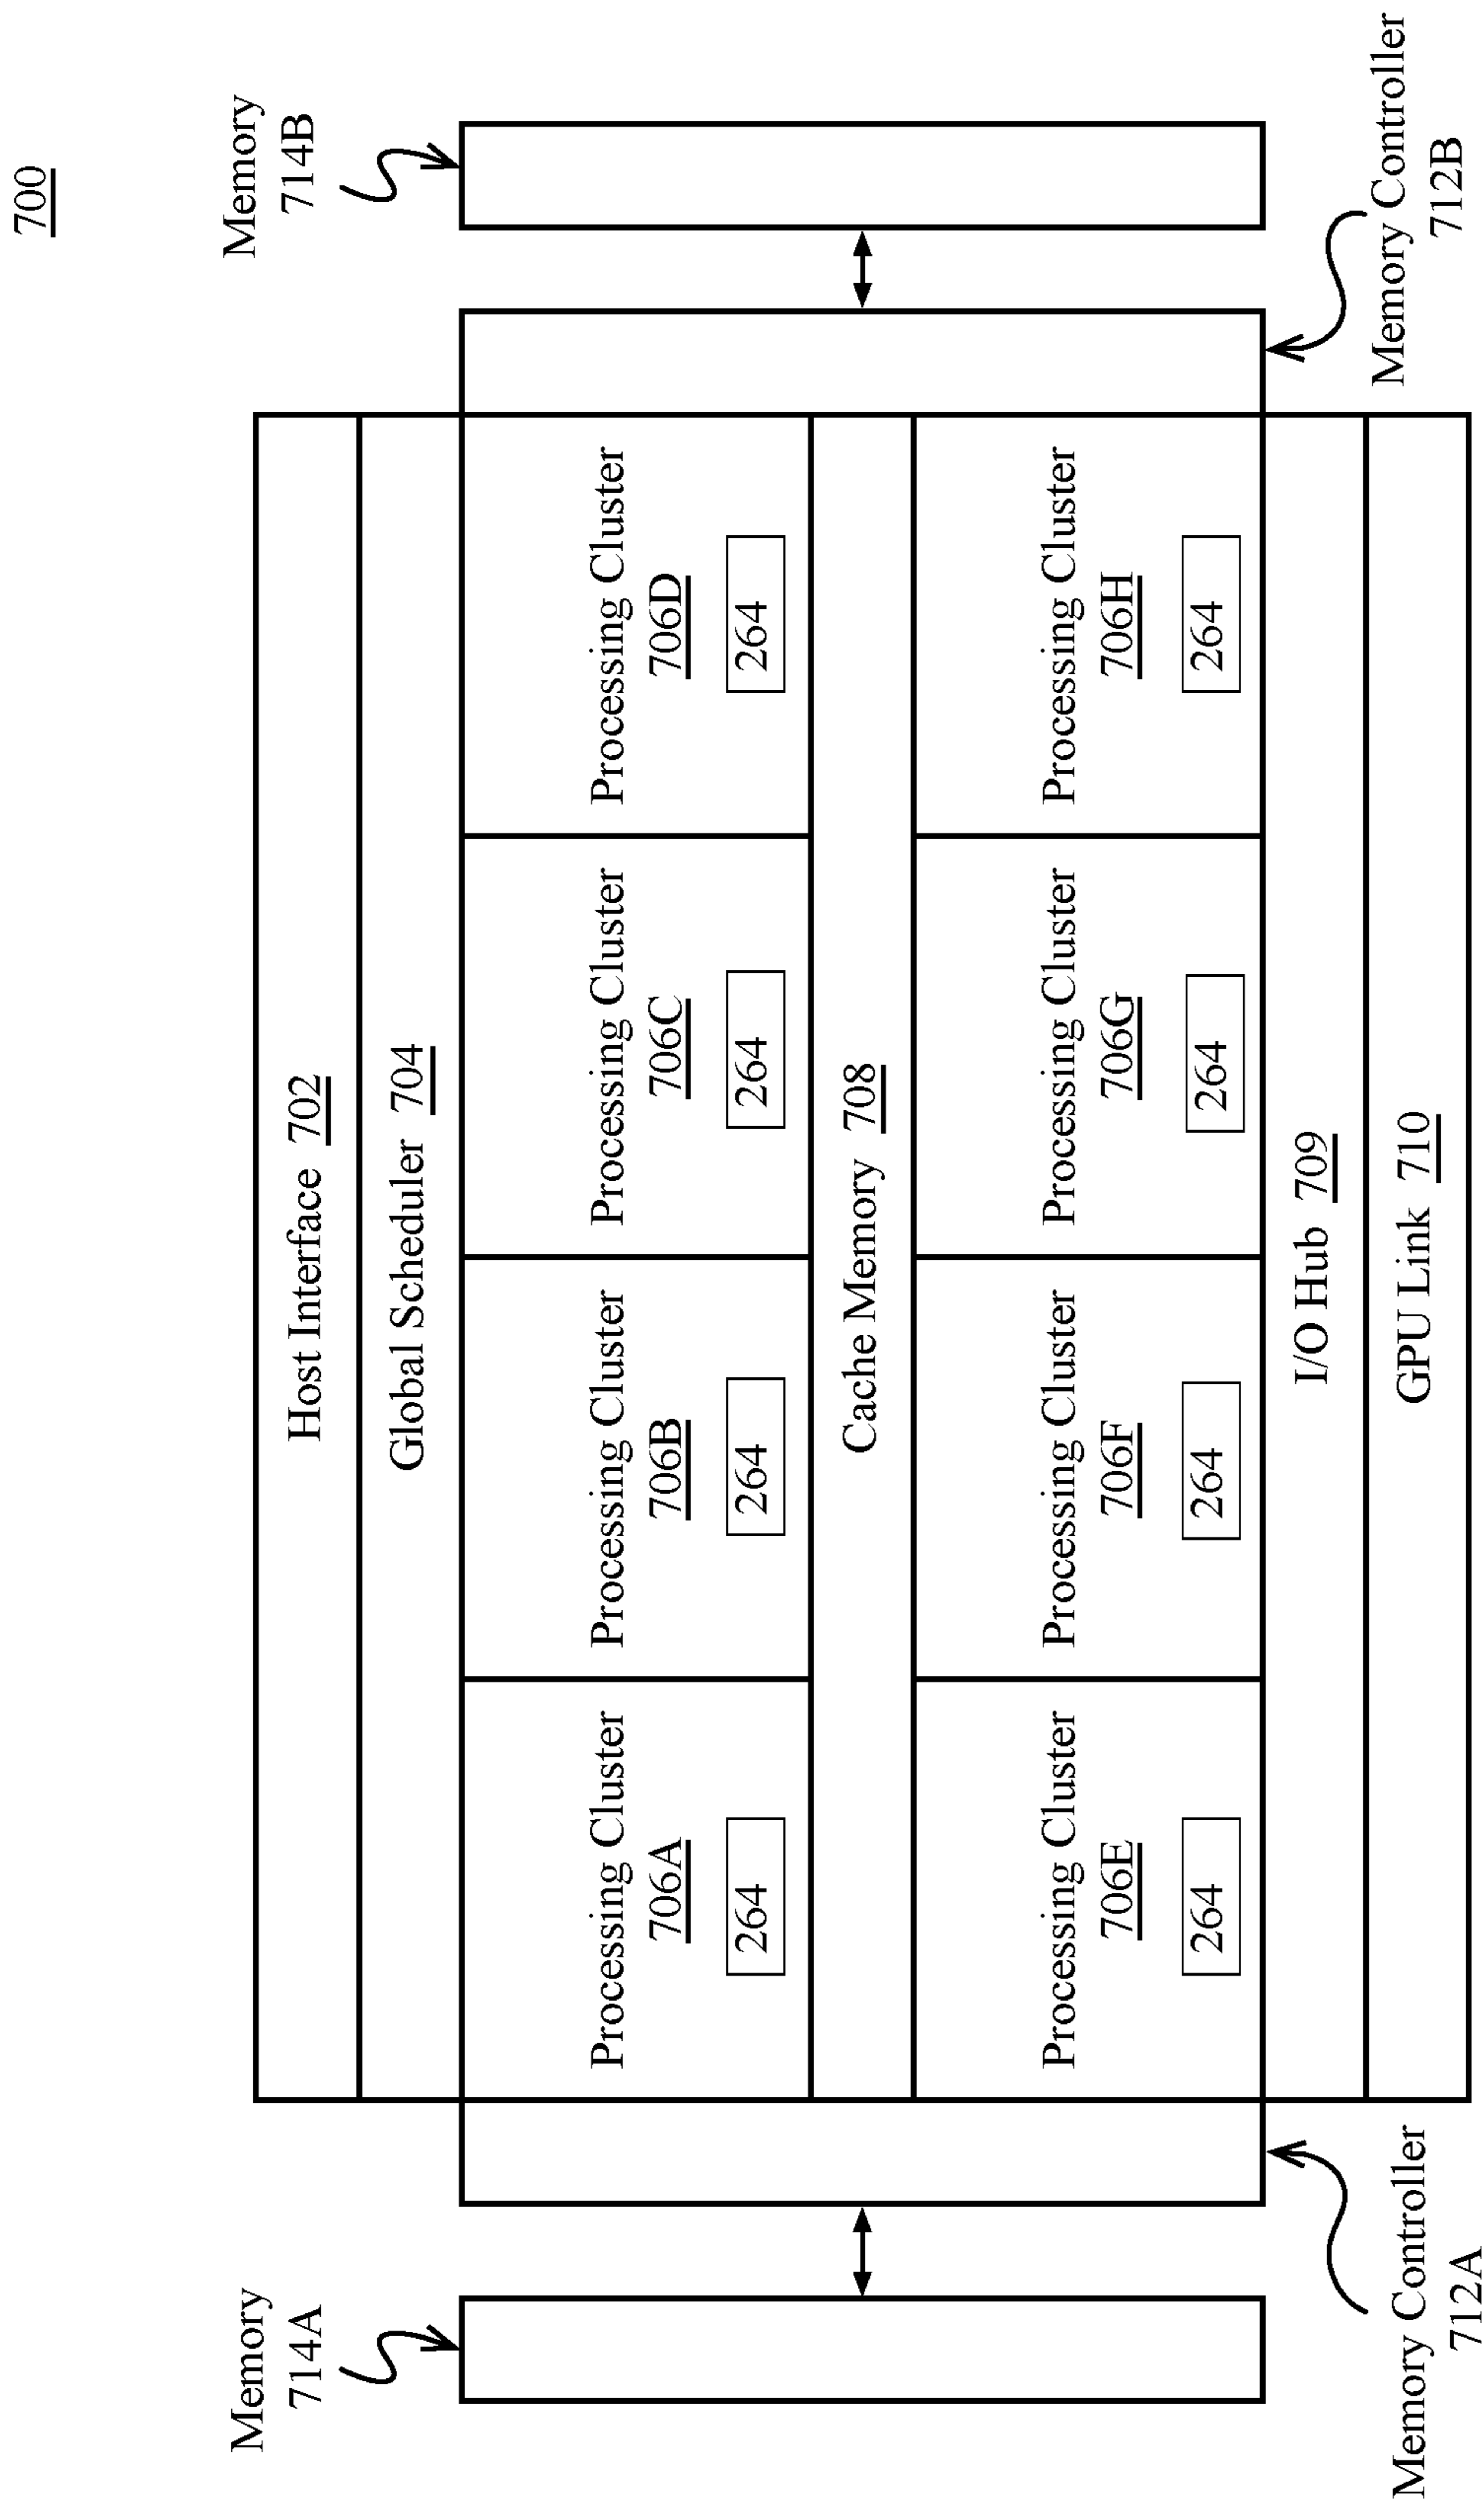 700
Memory
714B
Memory
714A
Host Interface 702
Global Scheduler 704
Processing Cluster
706A
264
Processing Cluster
706B
264
Processing Cluster
706C
264
Processing Cluster
706D
264
Cache Memory 708
Processing Cluster
706E
264
Processing Cluster
706F
264
Processing Cluster
706G
264
Processing Cluster
706H
264
I/O Hub 709
GPU Link 710
Memory Controller
712A
Memory Controller
712B